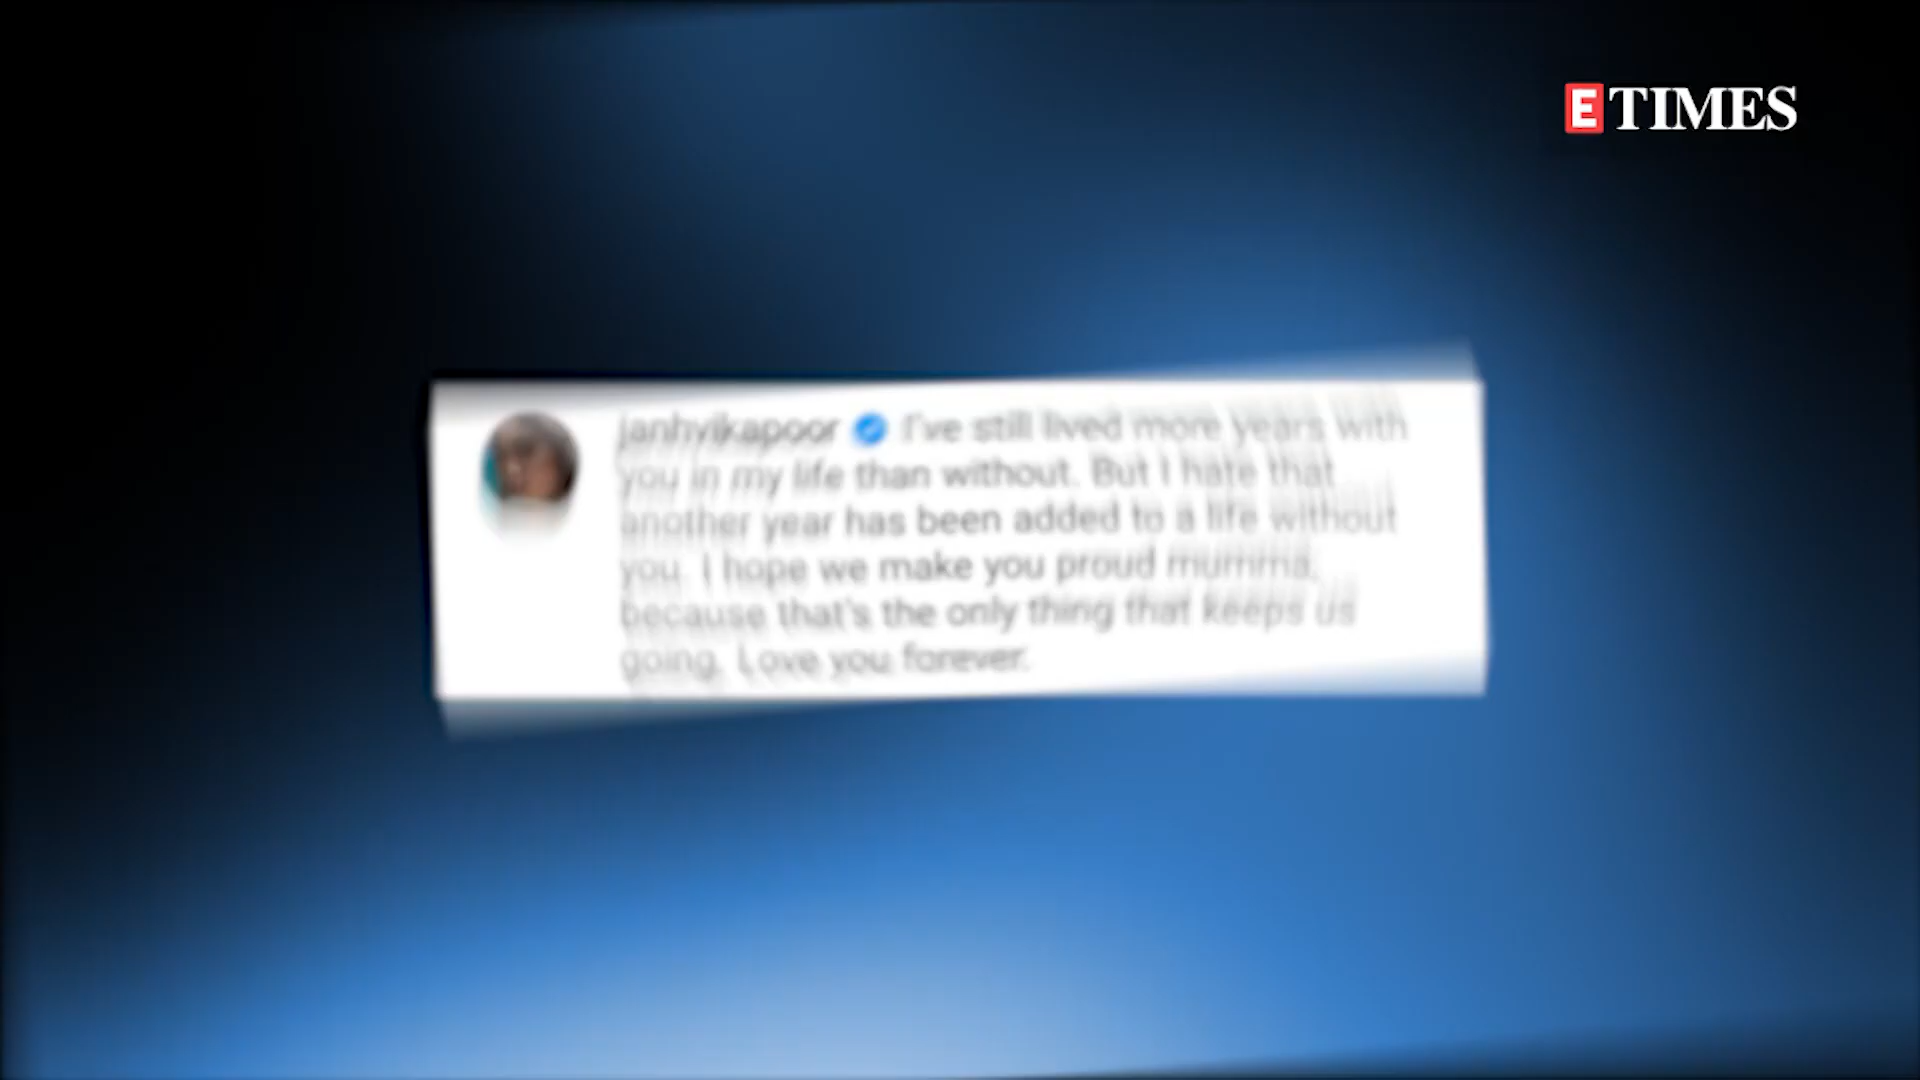 E TIMES
janhvikapoor I've still lived more years with
you in my life than without. But I hate that
another year has been added to a life without
you. I hope we make you proud mumma,
because that's the only thing that keeps us
going. Love you forever.